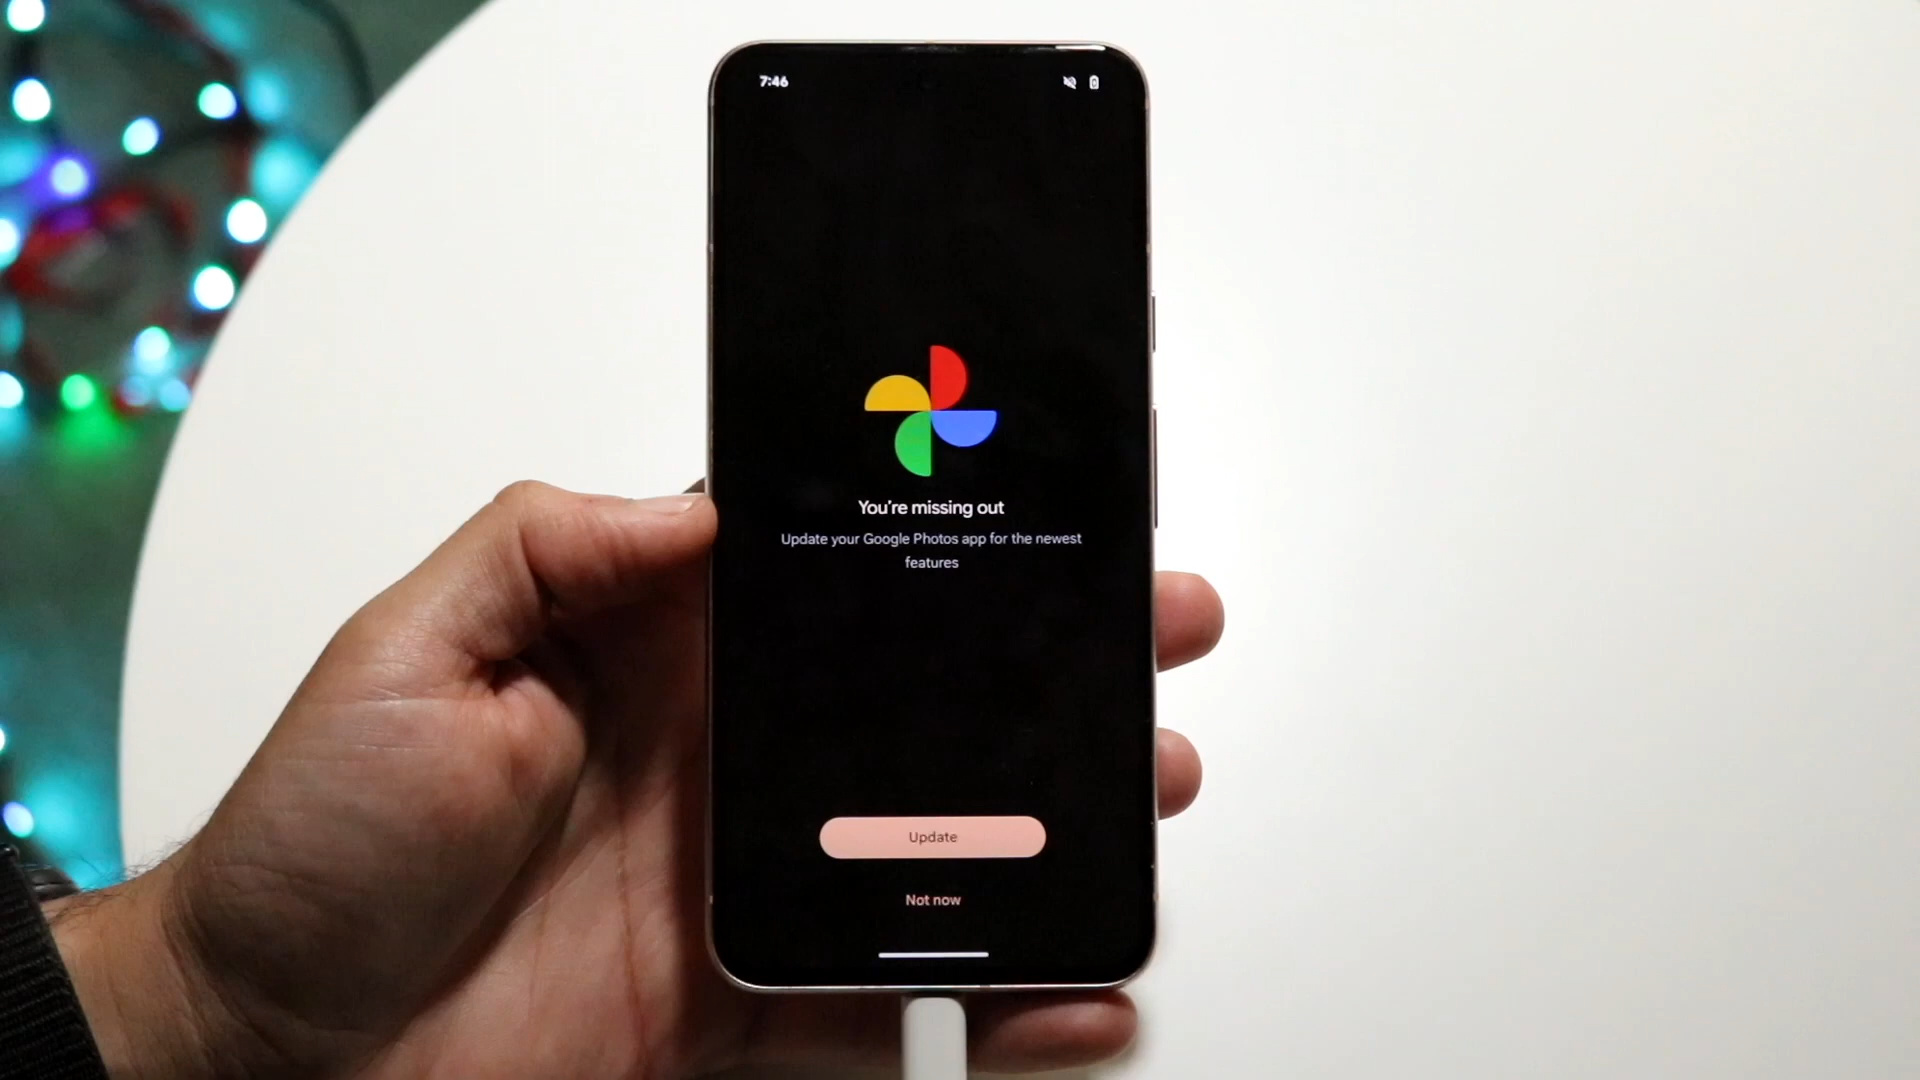 7:46
You're missing out
Update your Google Photos app for the newest
features
Update
Not now